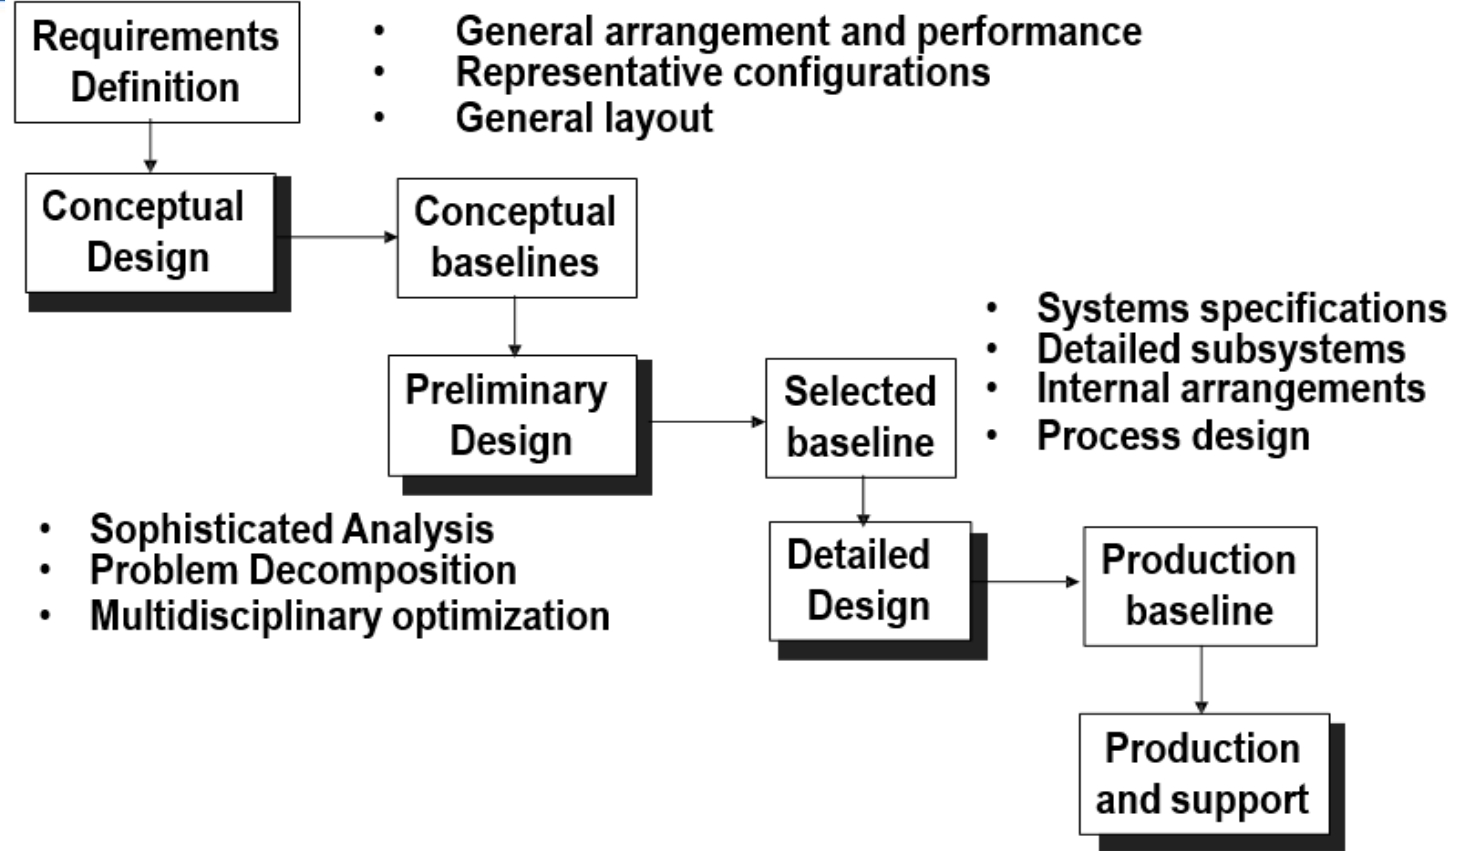 Requirements
Definition
• General arrangement and performance
• Representative configurations
• General layout
Conceptual
Design
Conceptual
baselines
Preliminary
Design
Selected
baseline
• Systems specifications
• Detailed subsystems
• Internal arrangements
• Process design
• Sophisticated Analysis
• Problem Decomposition
• Multidisciplinary optimization
Detailed
Design
Production
baseline
Production
and support